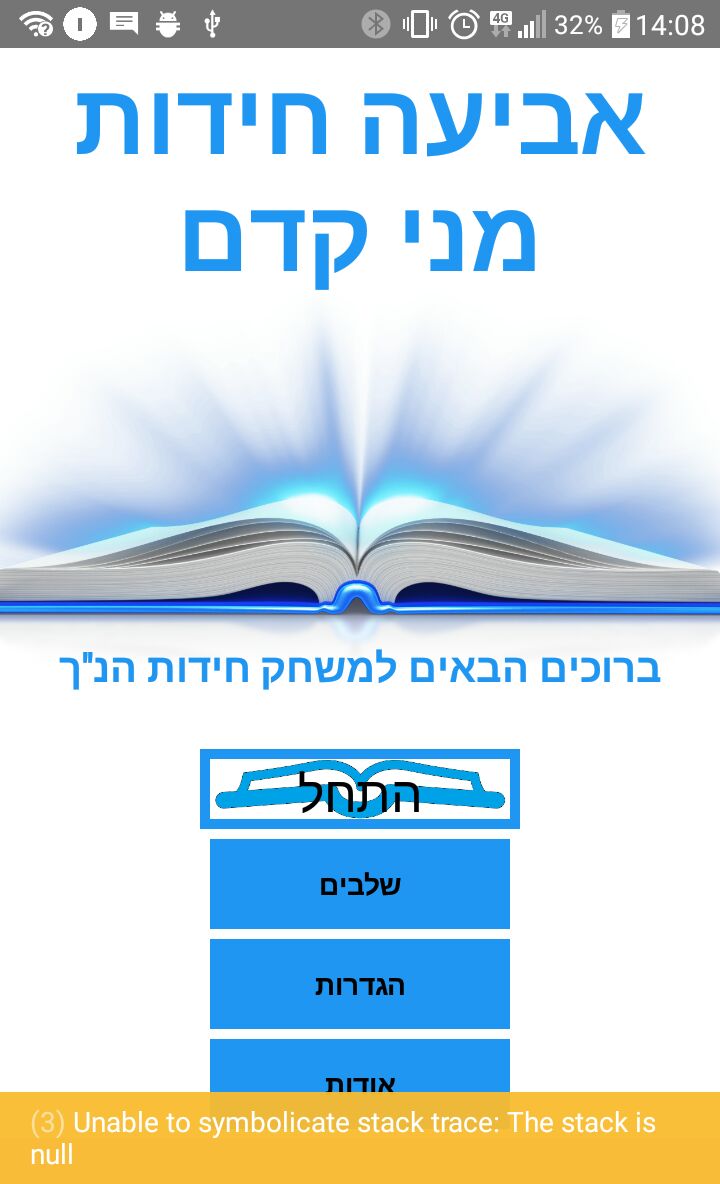 4G 32% 14:08
אביעה חידות
מני קדם
ברוכים הבאים למשחק חידות הנ"ך
התחל
שלבים
הגדרות
אודות
(3) Unable to symbolicate stack trace: The stack is
null